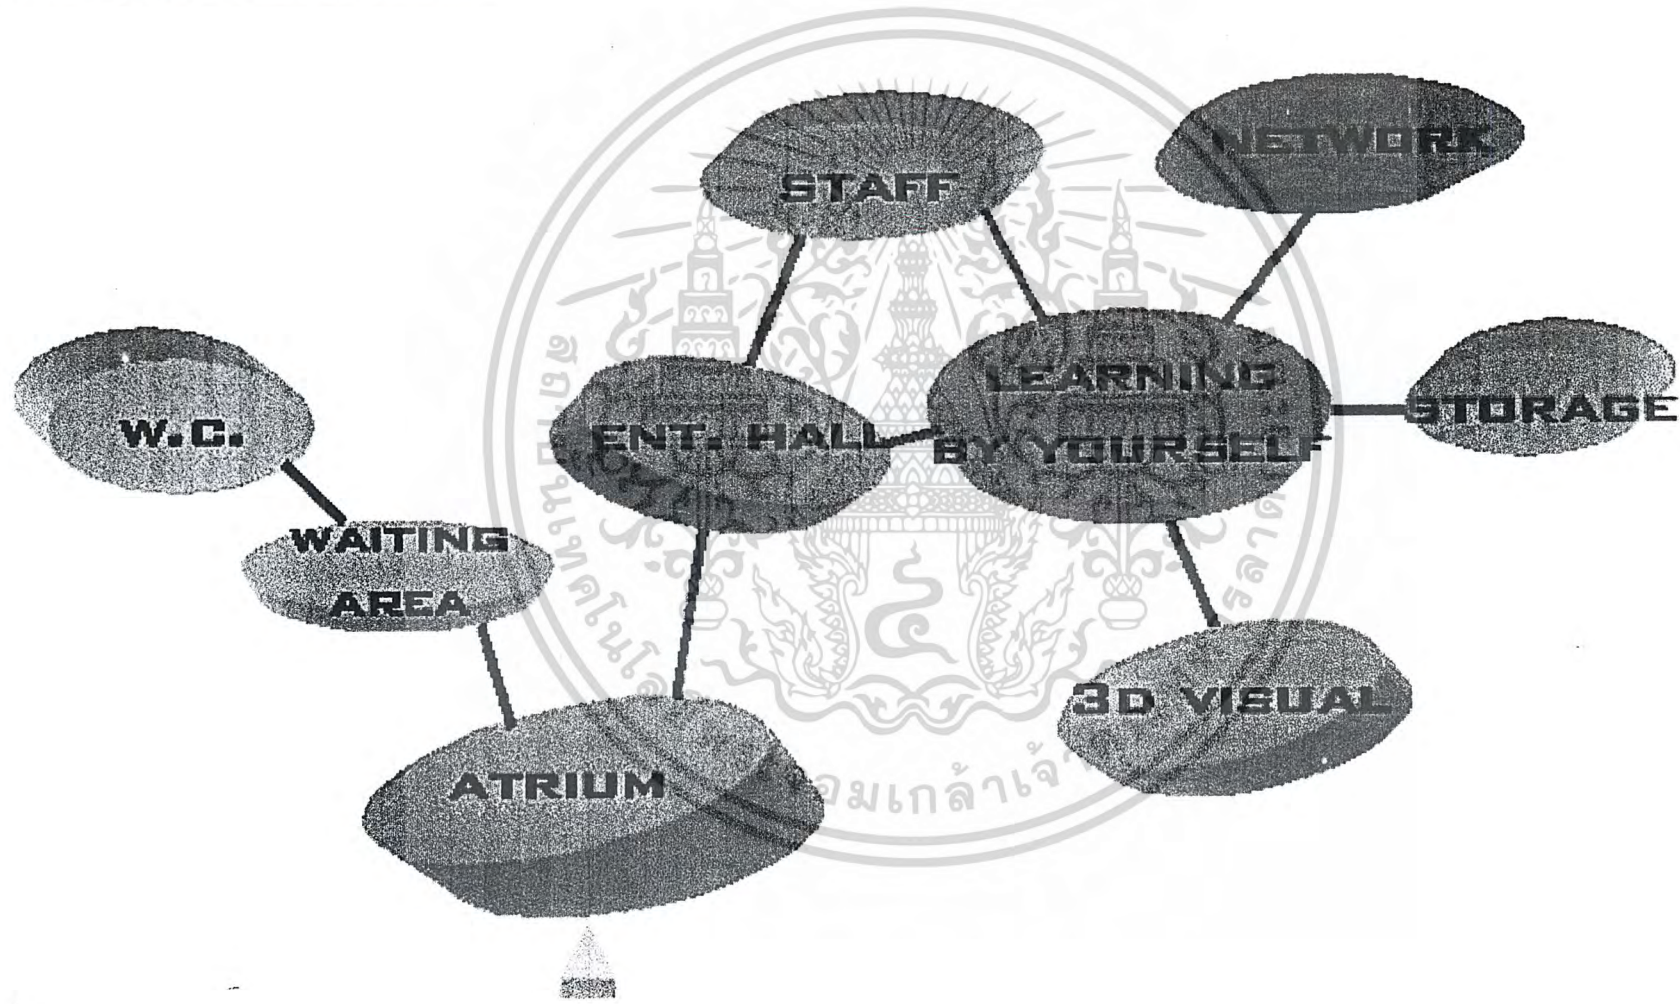 STAFF
NETWORK
LEARNING
BY YOURSELF
STORAGE
ENT. HALL
W.C.
WAITING
AREA
3D VISUAL
ATRIUM